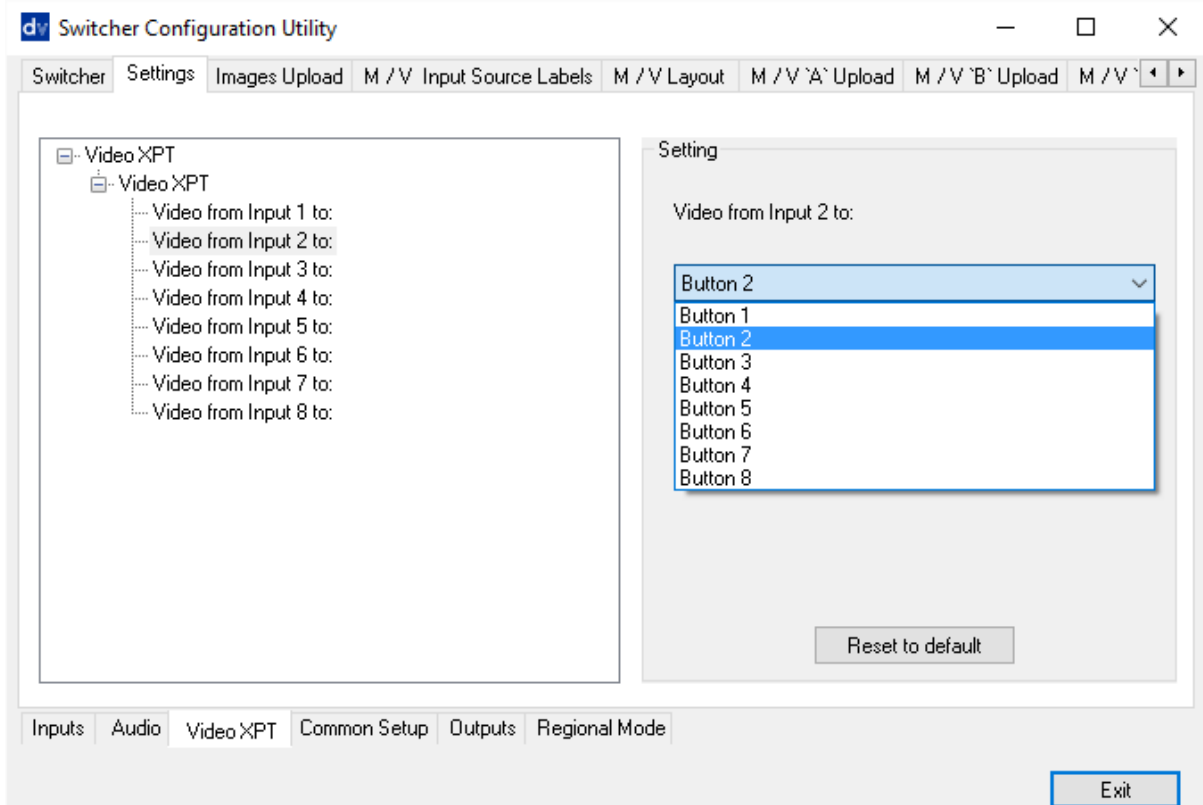 dv Switcher Configuration Utility
Switcher Settings Images Upload M / V Input Source Labels M / V Layout M / V `A` Upload M / V `B` Upload M / V `
Video XPT
Video XPT
Video from Input 1 to:
Video from Input 2 to:
Video from Input 3 to:
Video from Input 4 to:
Video from Input 5 to:
Video from Input 6 to:
Video from Input 7 to:
Video from Input 8 to:
Setting
Video from Input 2 to:
Button 2
Button 1
Button 2
Button 3
Button 4
Button 5
Button 6
Button 7
Button 8
Reset to default
Inputs Audio Video XPT Common Setup Outputs Regional Mode
Exit